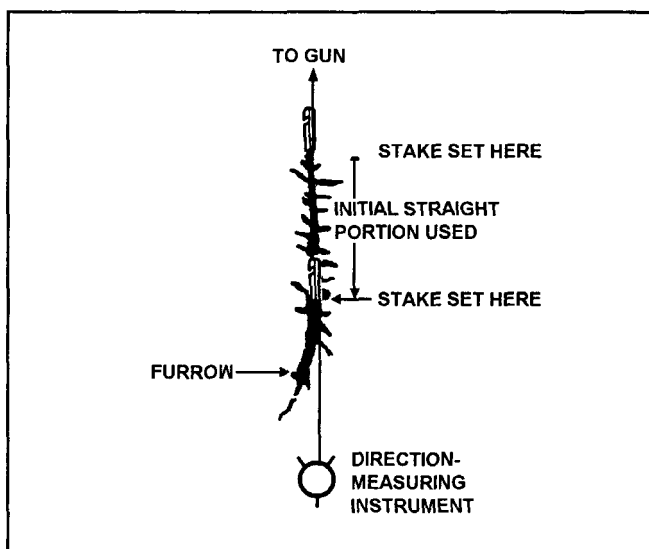 TO GUN
STAKE SET HERE
INITIAL STRAIGHT
PORTION USED
STAKE SET HERE
FURROW
DIRECTION-
MEASURING
INSTRUMENT